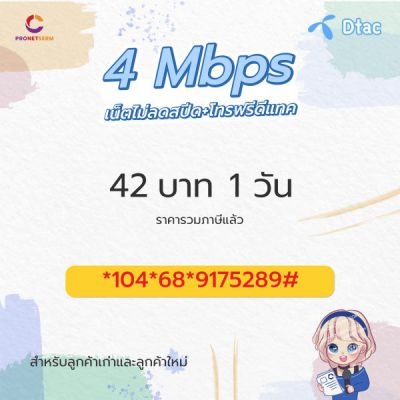 PRONETSERM
Dtac
4 Mbps
เน็ตไม่ลดสปีด+โทรฟรีดีแทค
42 บาท 1 วัน
ราคารวมภาษีแล้ว
*104*68*9175289#
สำหรับลูกค้าเก่าและลูกค้าใหม่